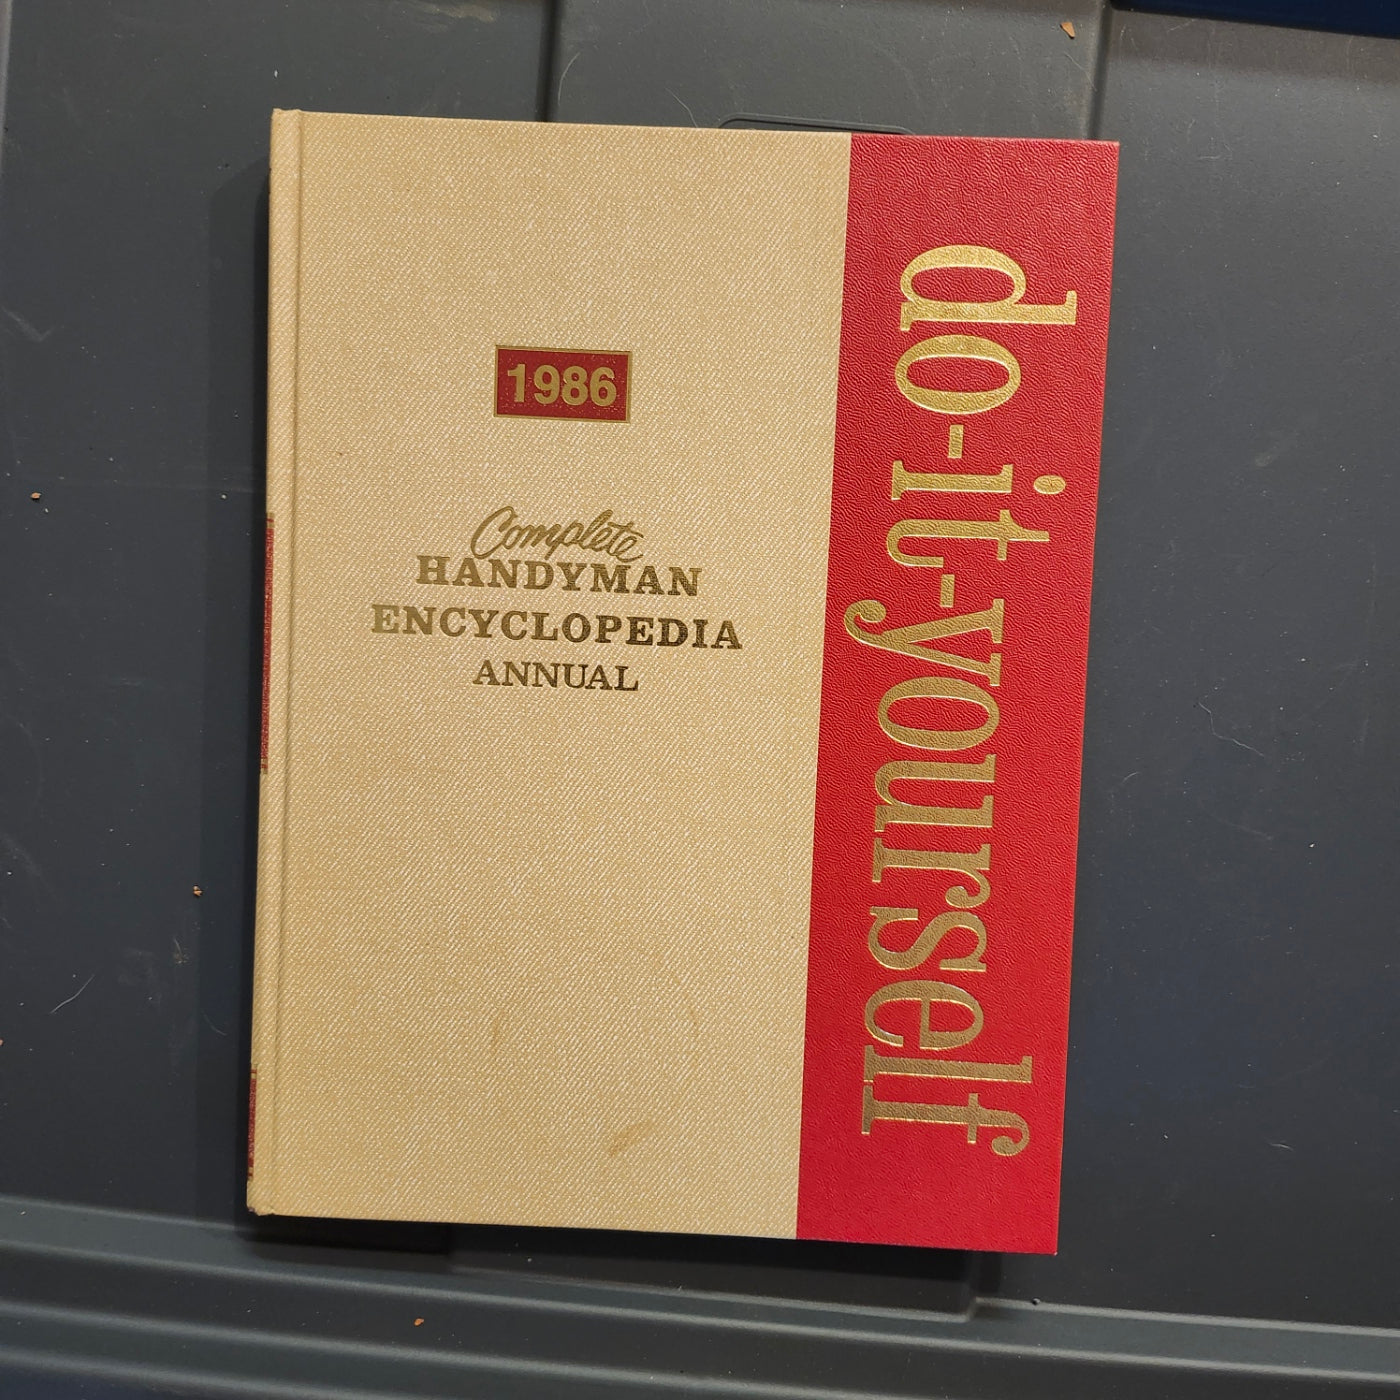 1986
Complete
HANDYMAN
ENCYCLOPEDIA
ANNUAL
do-it-yourself